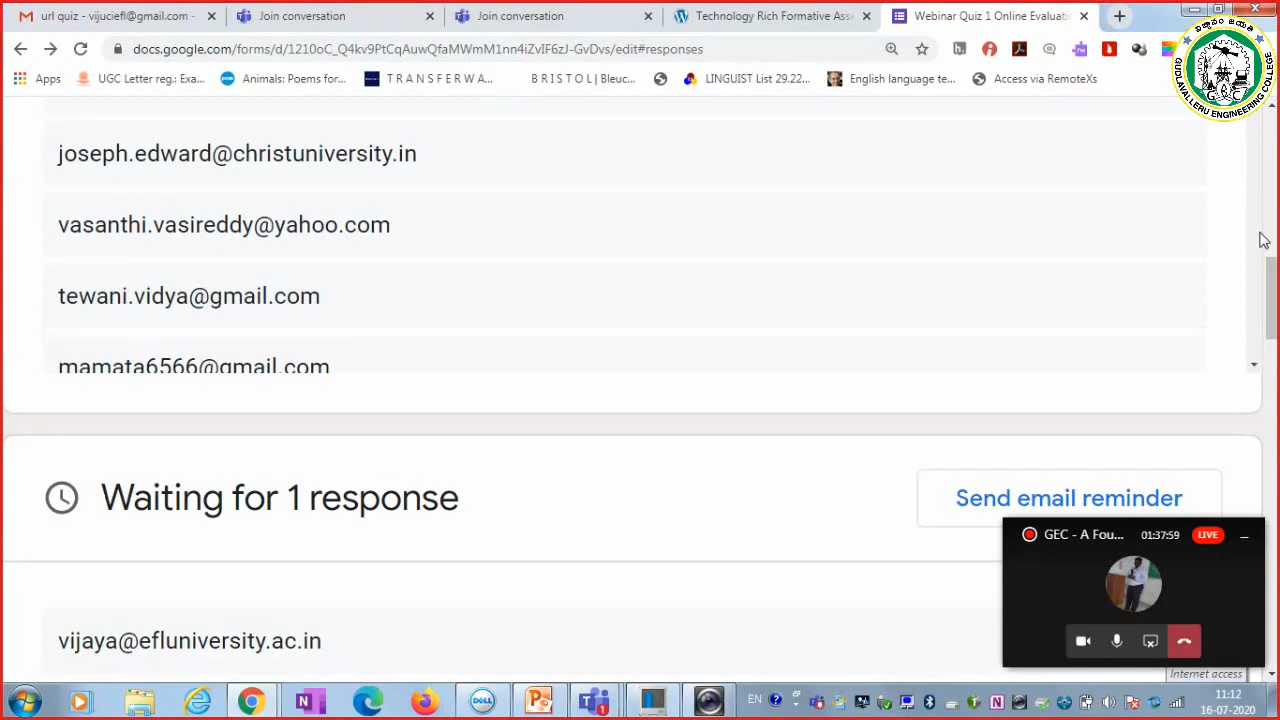 url quiz - vijuciefl@gmail.com -
Join conversation
Join conversation
Technology Rich Formative Asse
Webinar Quiz 1 Online Evaluati
docs.google.com/forms/d/1210oC_Q4kv9PtCqAuwQfaMWmM1nn4iZvIF6zJ-GvDvs/edit#responses
Apps
UGC Letter reg.: Exa...
Animals: Poems for...
T R A N S F E R W A...
B R I S T O L | Bleuc...
LINGUIST List 29.22...
English language te...
Access via RemoteXs
GUDLAVALLERU ENGINEERING COLLEGE
joseph.edward@christuniversity.in
vasanthi.vasireddy@yahoo.com
tewani.vidya@gmail.com
mamata6566@gmail.com
Waiting for 1 response
Send email reminder
GEC - A Fou...
01:37:59
LIVE
vijaya@efluniversity.ac.in
Internet access
EN
11:12
16-07-2020